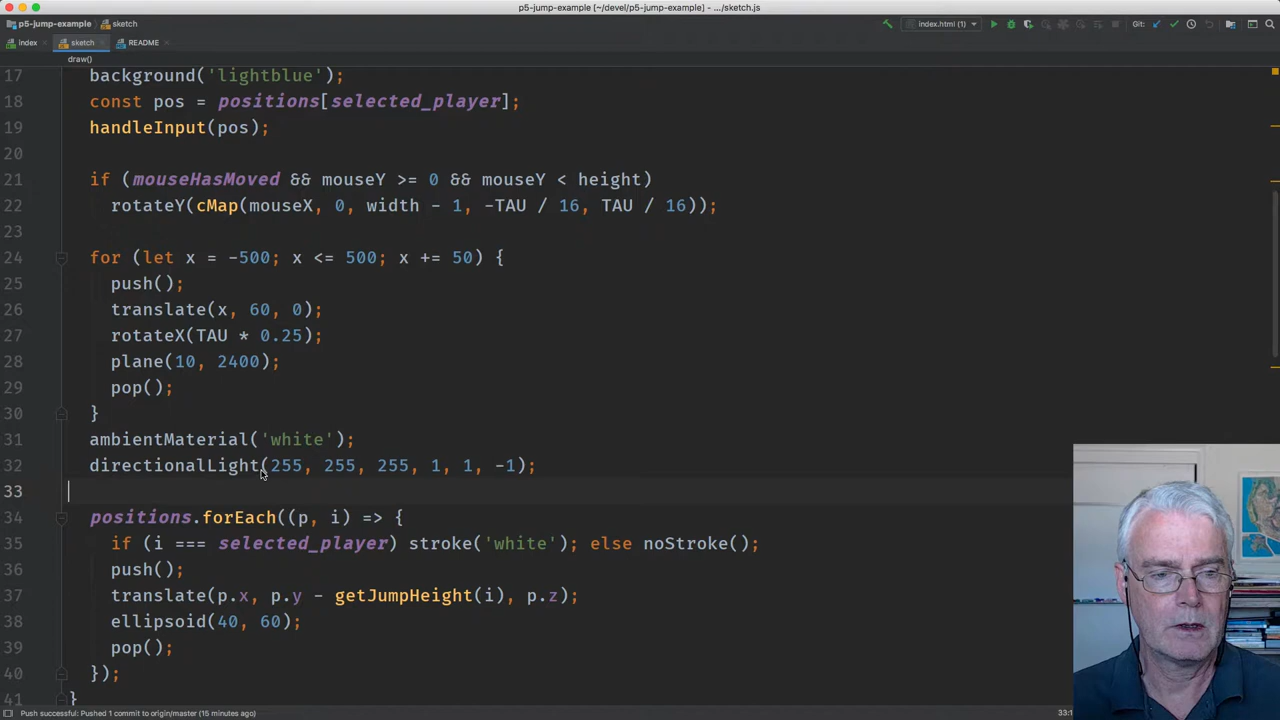 p5-jump-example [~/devel/p5-jump-example] - .../sketch.js
p5-jump-example sketch index.html (1) Git:
index sketch README
draw()
17 background('lightblue');
18 const pos = positions[selected_player];
19 handleInput(pos);
20
21 if (mouseHasMoved && mouseY >= 0 && mouseY < height)
22 rotateY(cMap(mouseX, 0, width - 1, -TAU / 16, TAU / 16));
23
24 for (let x = -500; x <= 500; x += 50) {
25 push();
26 translate(x, 60, 0);
27 rotateX(TAU * 0.25);
28 plane(10, 2400);
29 pop();
30 }
31 ambientMaterial('white');
32 directionalLight(255, 255, 255, 1, 1, -1);
33
34 positions.forEach((p, i) => {
35 if (i === selected_player) stroke('white'); else noStroke();
36 push();
37 translate(p.x, p.y - getJumpHeight(i), p.z);
38 ellipsoid(40, 60);
39 pop();
40 });
41 }
Push successful: Pushed 1 commit to origin/master (15 minutes ago) 33:1